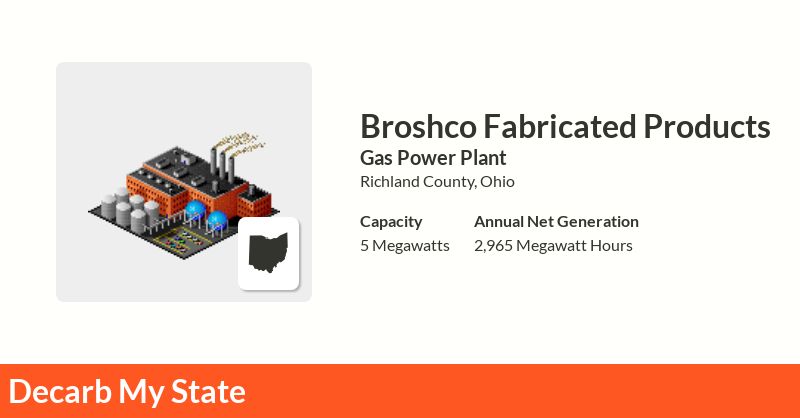 Broshco Fabricated Products
Gas Power Plant
Richland County, Ohio
Capacity
5 Megawatts
Annual Net Generation
2,965 Megawatt Hours
Decarb My State